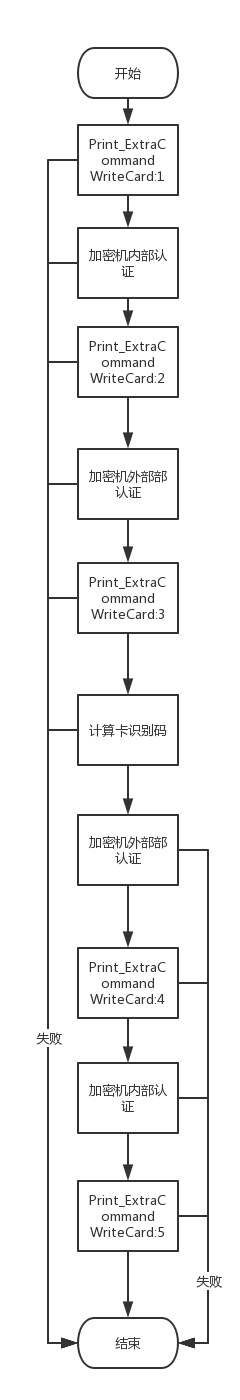 开始
Print_ExtraC
ommand
WriteCard:1
加密机内部认
证
Print_ExtraC
ommand
WriteCard:2
加密机外部部
认证
Print_ExtraC
ommand
WriteCard:3
计算卡识别码
加密机外部部
认证
Print_ExtraC
ommand
WriteCard:4
失败
加密机内部认
证
Print_ExtraC
ommand
WriteCard:5
失败
结束